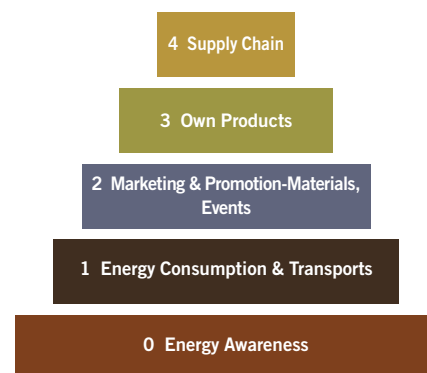 4 Supply Chain
3 Own Products
2 Marketing & Promotion-Materials,
Events
1 Energy Consumption & Transports
0 Energy Awareness